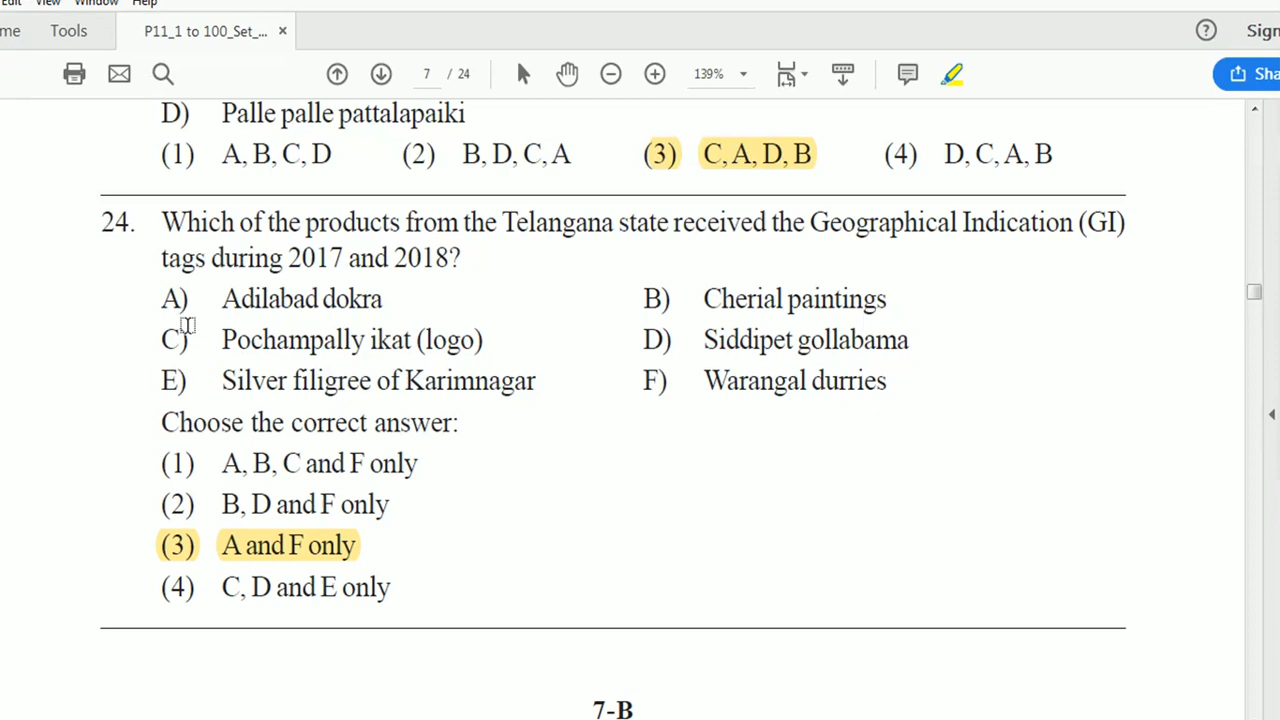 Edit View Window Help
me Tools P11_1 to 100_Set_... × ? Sign
7 / 24 139% Sha
D) Palle palle pattalapaiki
(1) A, B, C, D (2) B, D, C, A (3) C, A, D, B (4) D, C, A, B
24. Which of the products from the Telangana state received the Geographical Indication (GI)
tags during 2017 and 2018?
A) Adilabad dokra B) Cherial paintings
C) Pochampally ikat (logo) D) Siddipet gollabama
E) Silver filigree of Karimnagar F) Warangal durries
Choose the correct answer:
(1) A, B, C and F only
(2) B, D and F only
(3) A and F only
(4) C, D and E only
7-B